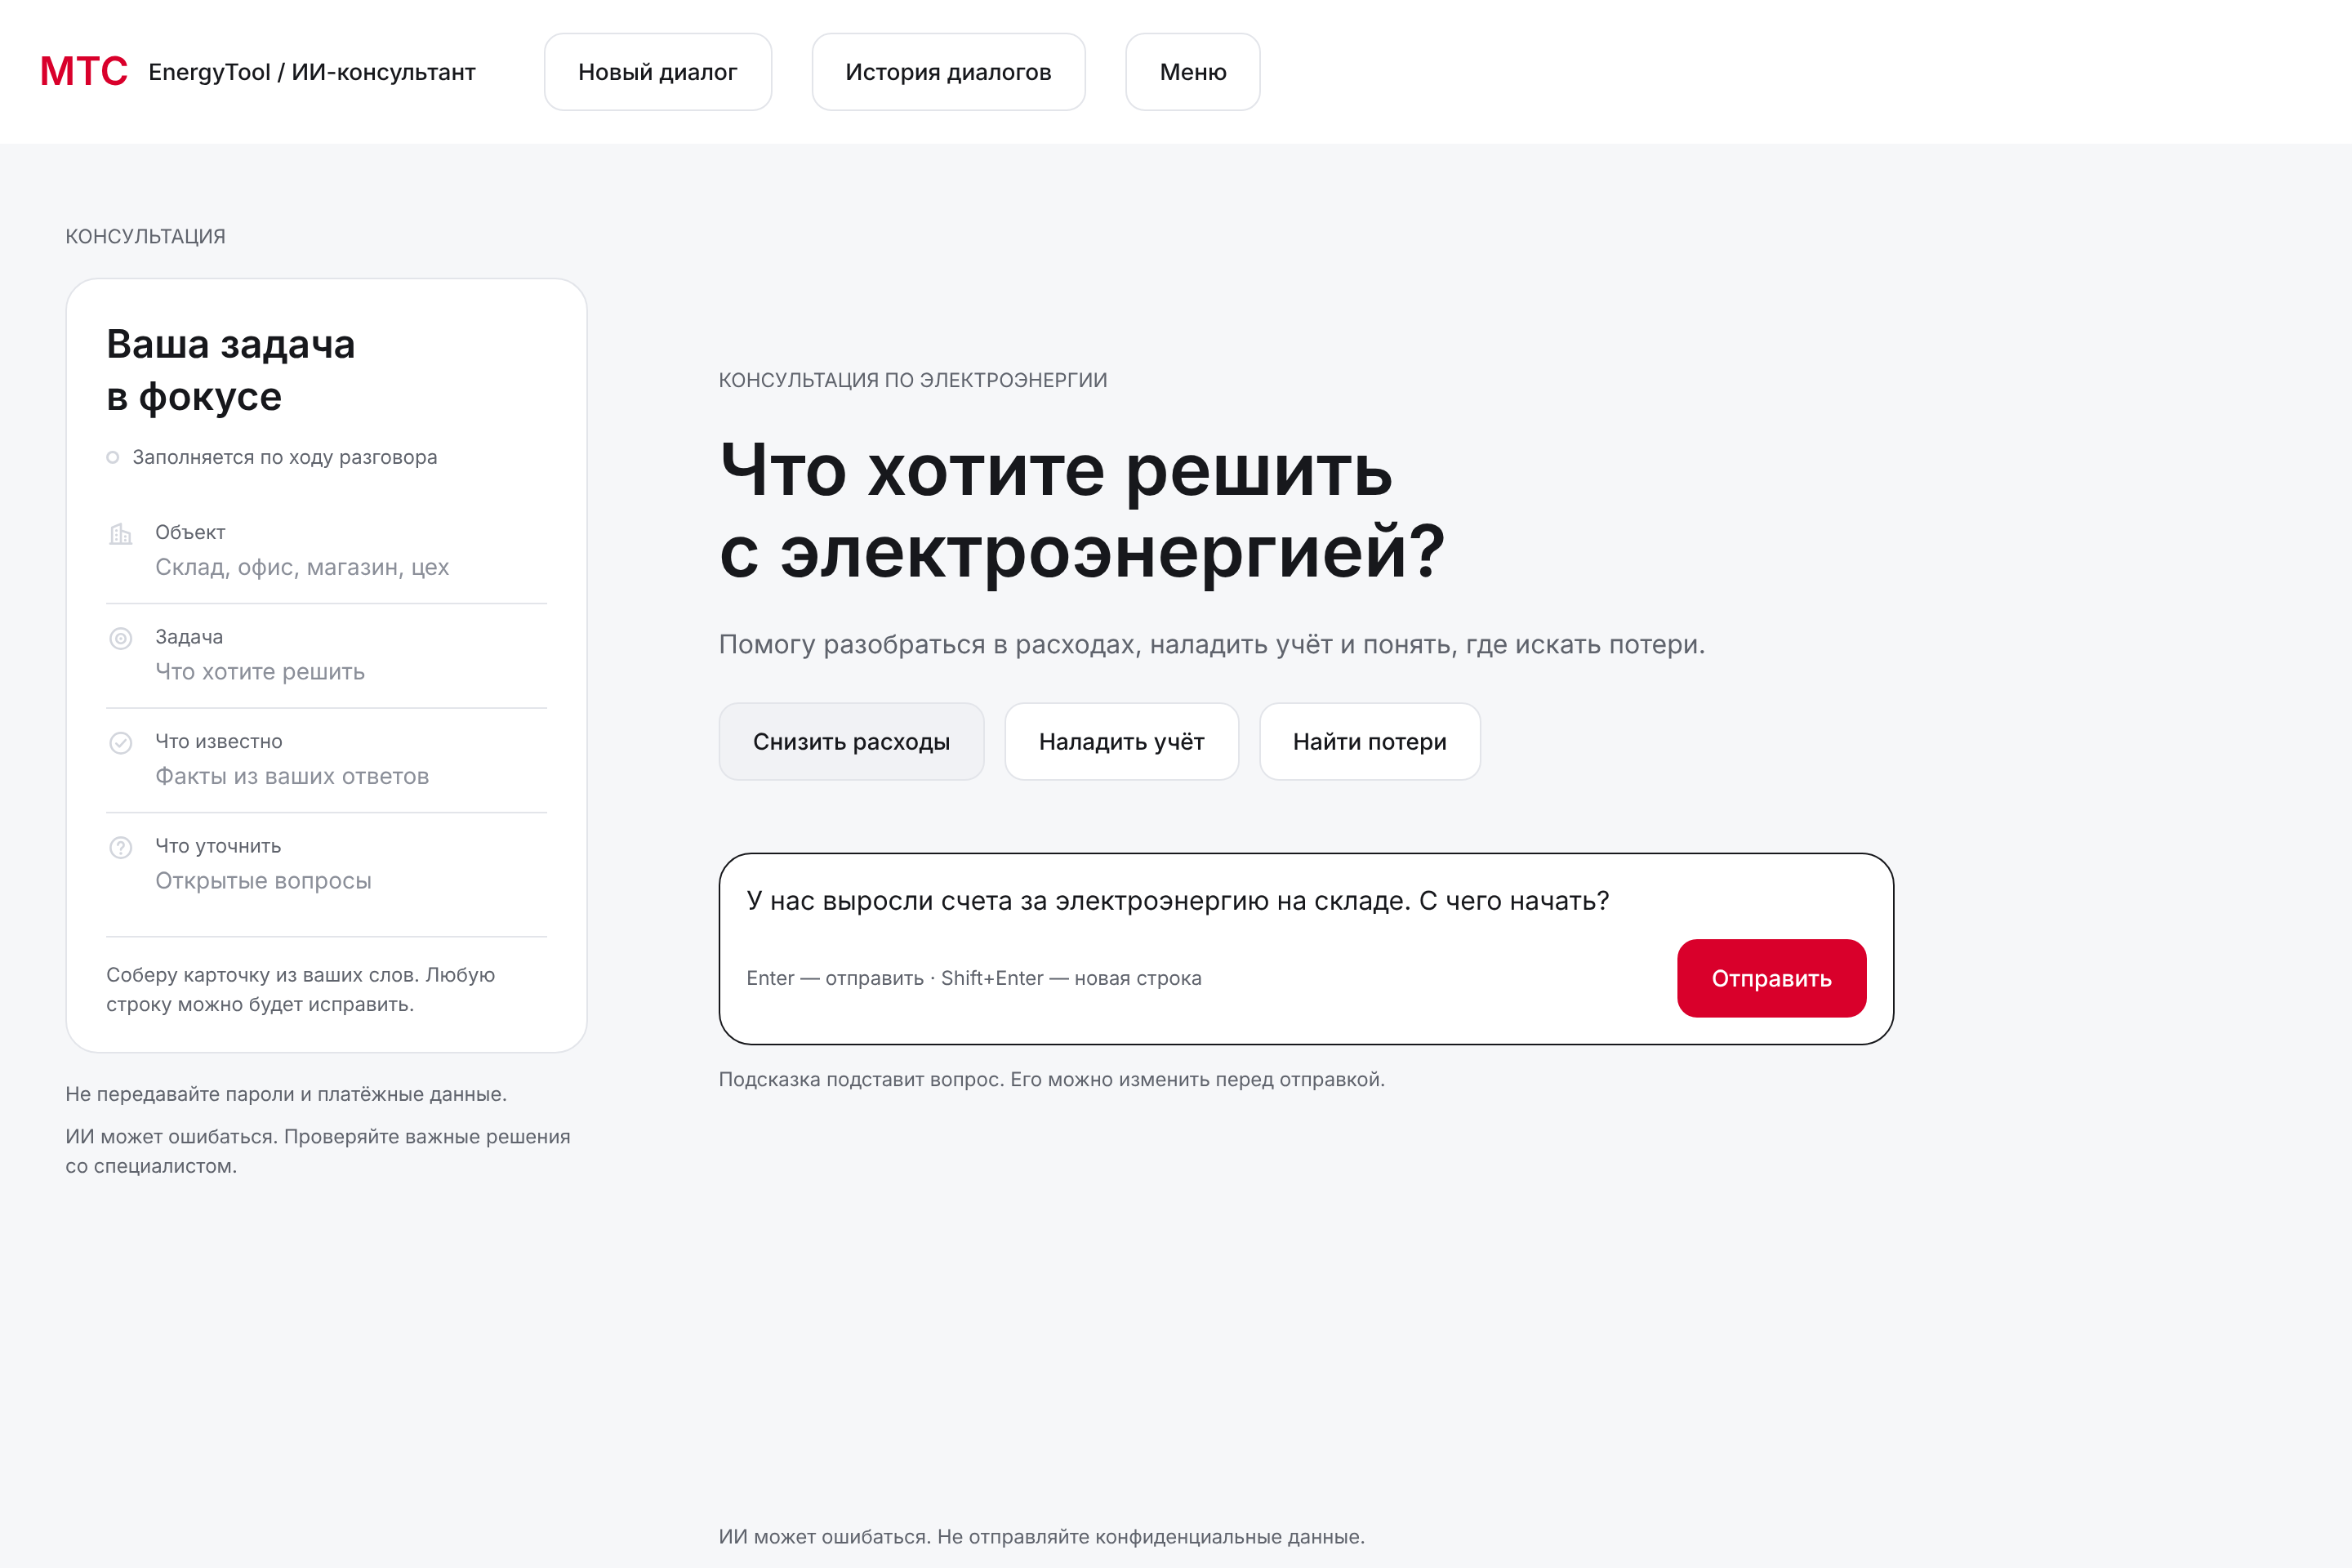 МТС
EnergyTool / ИИ-консультант
Новый диалог
История диалогов
Меню
КОНСУЛЬТАЦИЯ
Ваша задача
в фокусе
Заполняется по ходу разговора
Объект
Склад, офис, магазин, цех
Задача
Что хотите решить
Что известно
Факты из ваших ответов
Что уточнить
Открытые вопросы
Соберу карточку из ваших слов. Любую
строку можно будет исправить.
Не передавайте пароли и платёжные данные.
ИИ может ошибаться. Проверяйте важные решения
со специалистом.
КОНСУЛЬТАЦИЯ ПО ЭЛЕКТРОЭНЕРГИИ
Что хотите решить
с электроэнергией?
Помогу разобраться в расходах, наладить учёт и понять, где искать потери.
Снизить расходы
Наладить учёт
Найти потери
У нас выросли счета за электроэнергию на складе. С чего начать?
Enter — отправить · Shift+Enter — новая строка
Отправить
Подсказка подставит вопрос. Его можно изменить перед отправкой.
ИИ может ошибаться. Не отправляйте конфиденциальные данные.